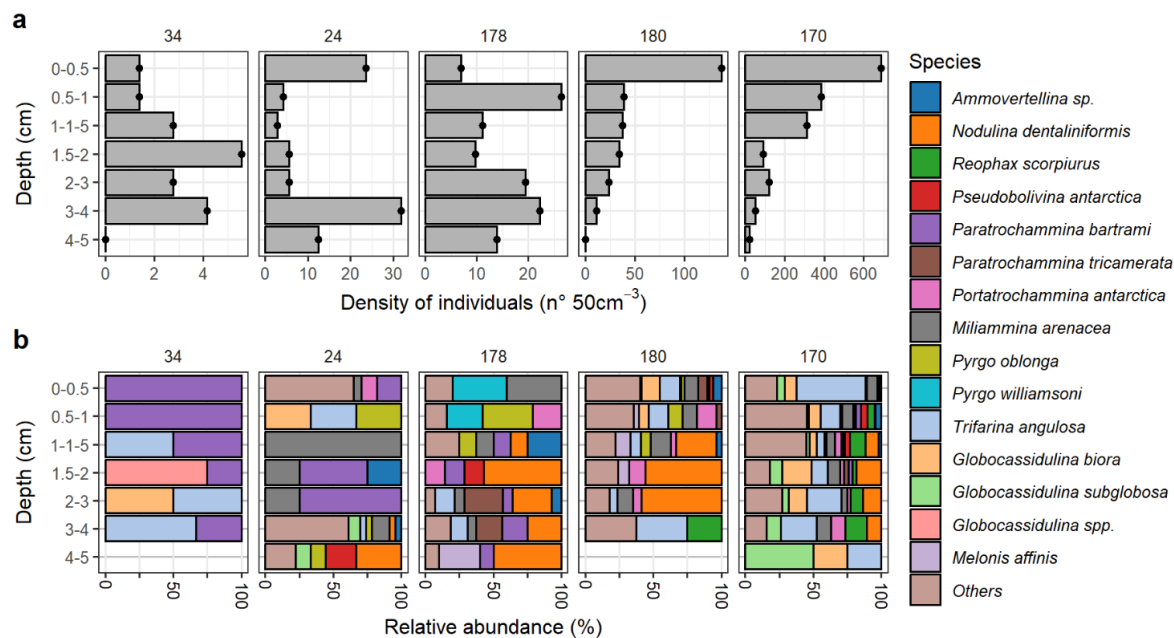 a
34 24 178 180 170
Depth (cm)
0-0.5
0.5-1
1-1-5
1.5-2
2-3
3-4
4-5
0 2 4 0 10 20 30 0 10 20 0 50 100 0 200 400 600
Density of individuals (n° 50cm⁻³)
b
34 24 178 180 170
Depth (cm)
0-0.5
0.5-1
1-1-5
1.5-2
2-3
3-4
4-5
0 50 100 0 50 100 0 50 100 0 50 100 0 50 100
Relative abundance (%)
Species
Ammovertellina sp.
Nodulina dentaliniformis
Reophax scorpiurus
Pseudobolivina antarctica
Paratrochammina bartrami
Paratrochammina tricamerata
Portatrochammina antarctica
Miliammina arenacea
Pyrgo oblonga
Pyrgo williamsoni
Trifarina angulosa
Globocassidulina biora
Globocassidulina subglobosa
Globocassidulina spp.
Melonis affinis
Others